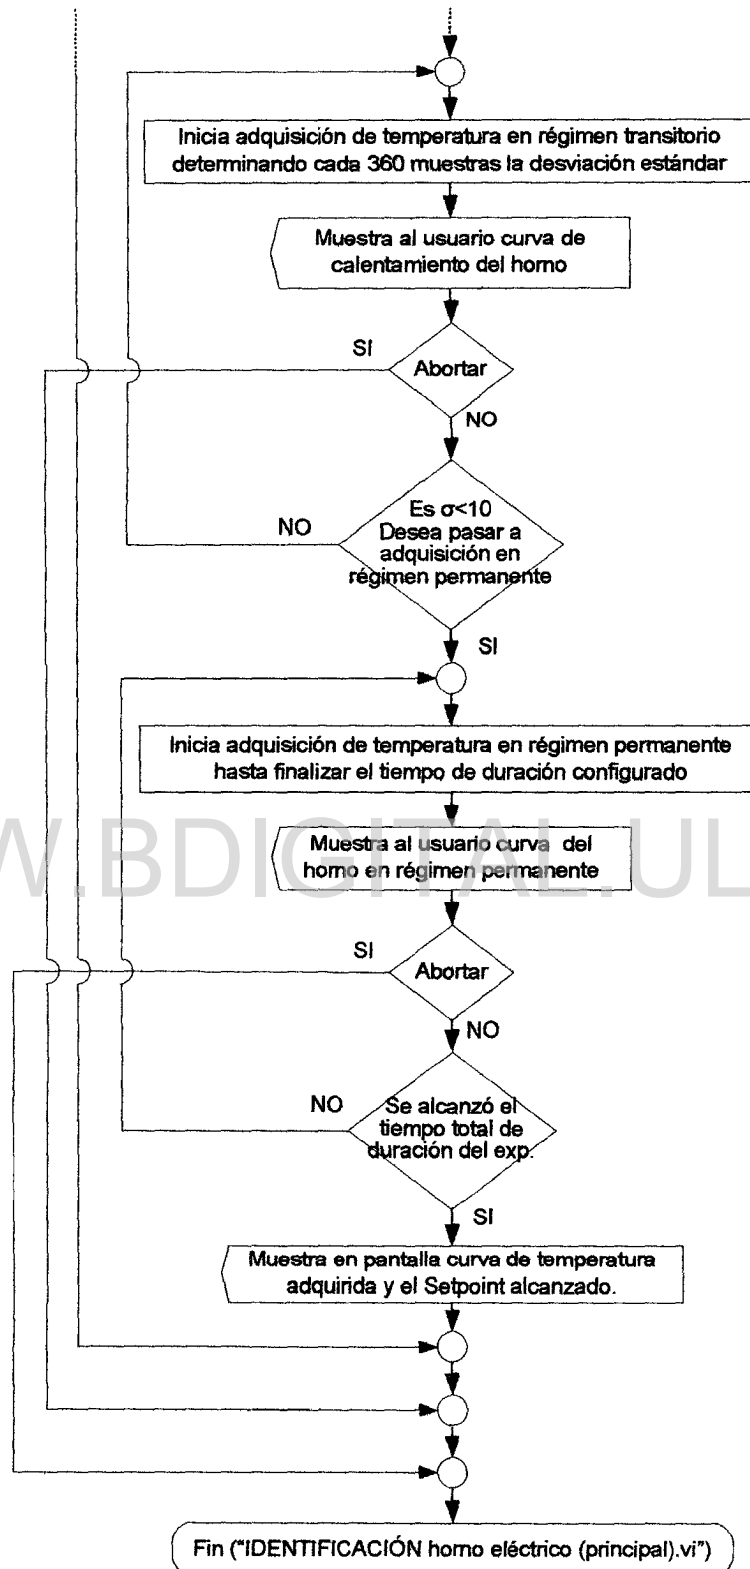 Inicia adquisición de temperatura en régimen transitorio
determinando cada 360 muestras la desviación estándar
Muestra al usuario curva de
calentamiento del horno
SI
Abortar
NO
Es σ<10
NO
Desea pasar a
adquisición en
régimen permanente
SI
Inicia adquisición de temperatura en régimen permanente
hasta finalizar el tiempo de duración configurado
W.BDIGITAL.UL
Muestra al usuario curva del
horno en régimen permanente
SI
Abortar
NO
NO
Se alcanzó el
tiempo total de
duración del exp.
SI
Muestra en pantalla curva de temperatura
adquirida y el Setpoint alcanzado.
Fin ("IDENTIFICACIÓN horno eléctrico (principal).vi")